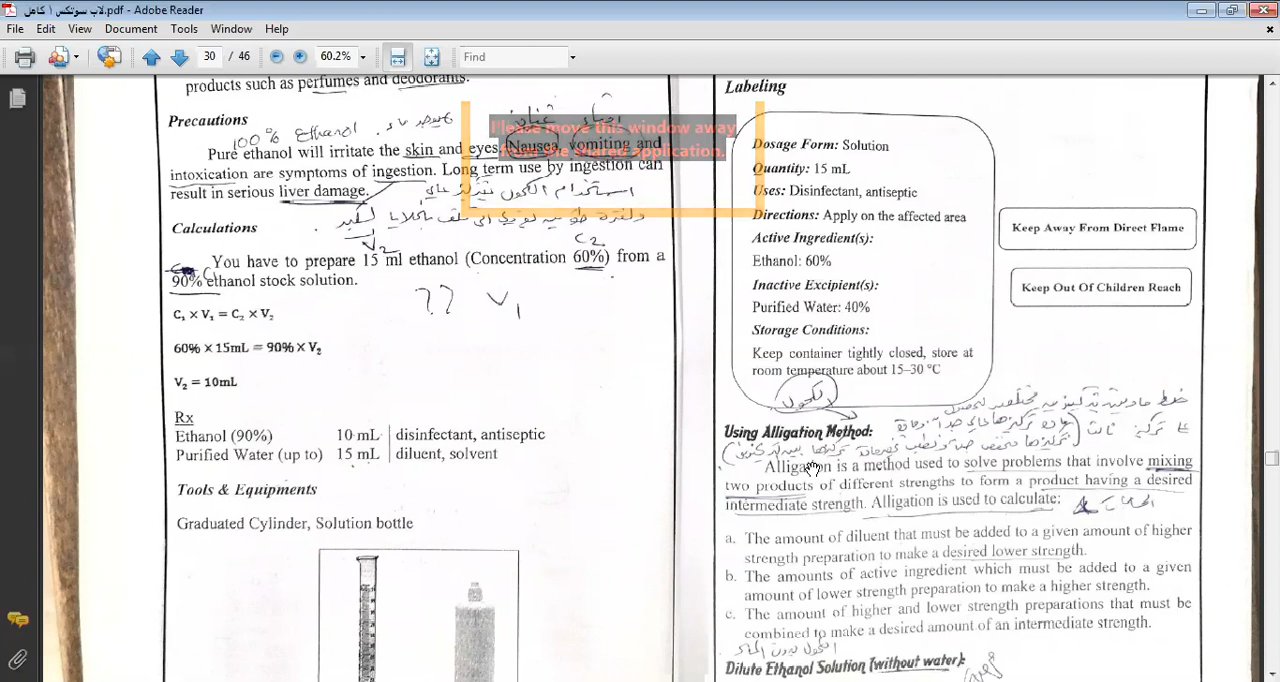 لاب سوتكس ١ كامل.pdf - Adobe Reader
File Edit View Document Tools Window Help
30 / 46 60.2% Find
products such as perfumes and deodorants.
Precautions
100% Ethanol
Pure ethanol will irritate the skin and eyes. Nausea, vomiting and
intoxication are symptoms of ingestion. Long term use by ingestion can
result in serious liver damage.
Please move this window away
from the shared application.
Calculations
V2 C2
You have to prepare 15 ml ethanol (Concentration 60%) from a
90% ethanol stock solution.
?? V1
C₁ × V₁ = C₂ × V₂
60% × 15mL = 90% × V₂
V₂ = 10mL
Rx
Ethanol (90%) 10 mL disinfectant, antiseptic
Purified Water (up to) 15 mL diluent, solvent
Tools & Equipments
Graduated Cylinder, Solution bottle
Labeling
Dosage Form: Solution
Quantity: 15 mL
Uses: Disinfectant, antiseptic
Directions: Apply on the affected area
Active Ingredient(s):
Ethanol: 60%
Inactive Excipient(s):
Purified Water: 40%
Storage Conditions:
Keep container tightly closed, store at
room temperature about 15–30 °C
Keep Away From Direct Flame
Keep Out Of Children Reach
الكحول
Using Alligation Method:
Alligation is a method used to solve problems that involve mixing
two products of different strengths to form a product having a desired
intermediate strength. Alligation is used to calculate:
a. The amount of diluent that must be added to a given amount of higher
strength preparation to make a desired lower strength.
b. The amounts of active ingredient which must be added to a given
amount of lower strength preparation to make a higher strength.
c. The amount of higher and lower strength preparations that must be
combined to make a desired amount of an intermediate strength.
Dilute Ethanol Solution (without water):